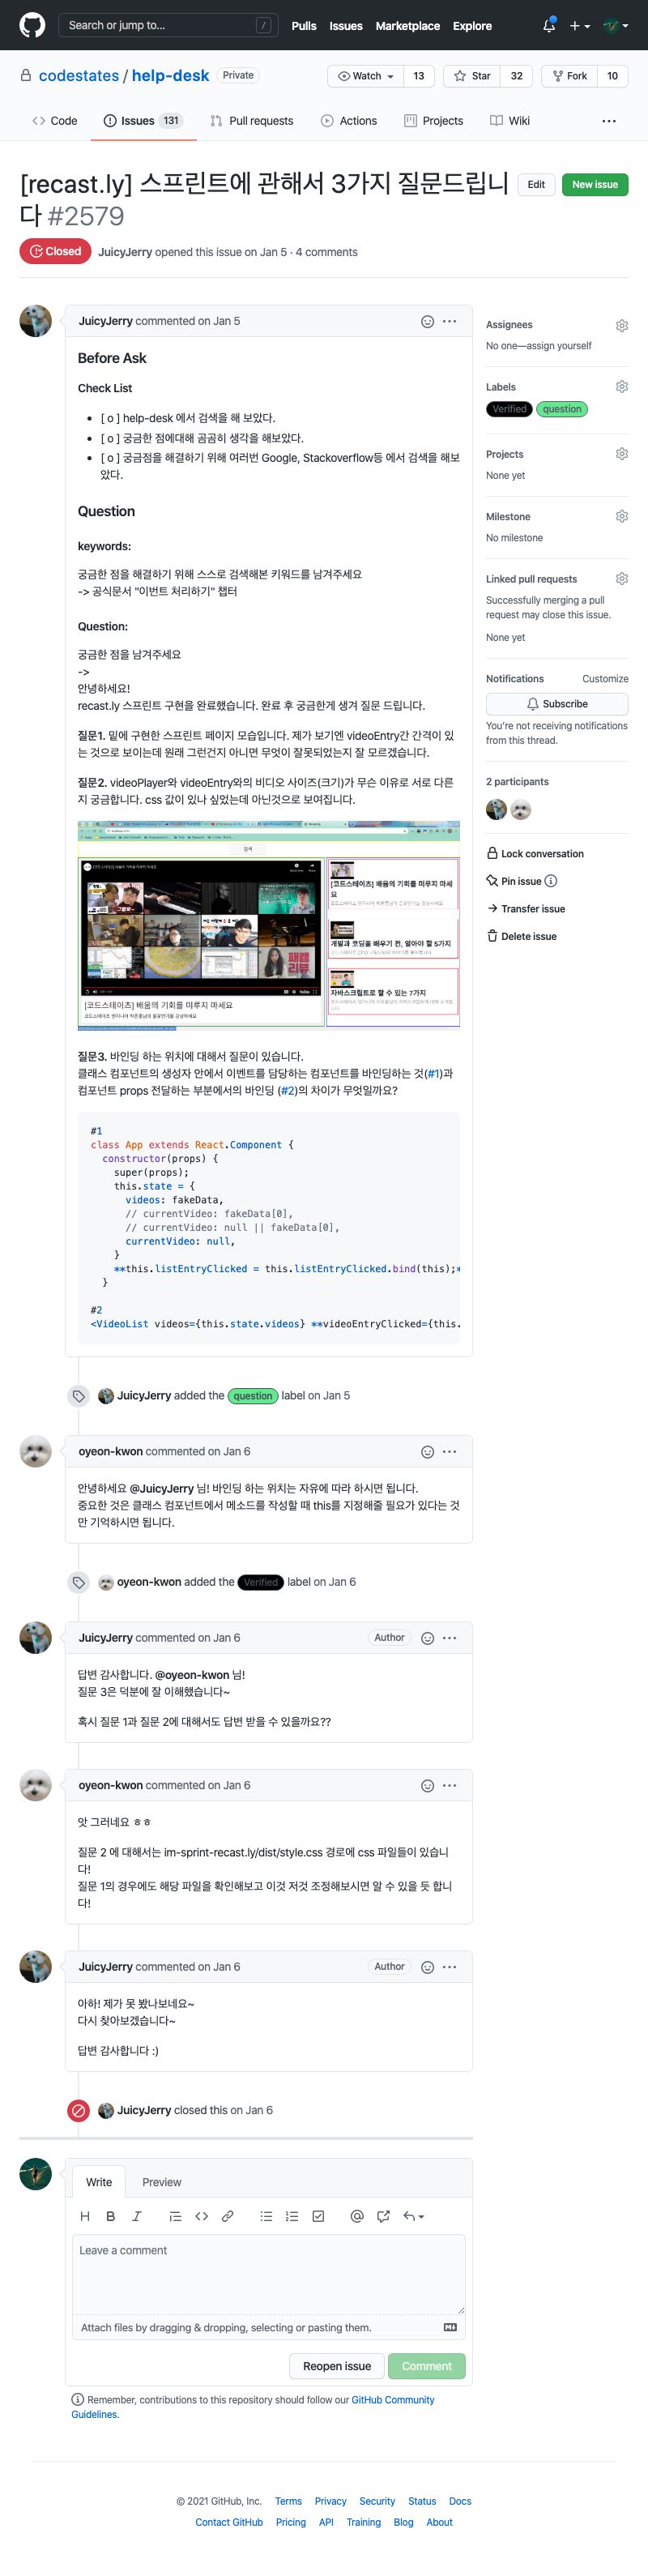 Search or jump to...
/
Pulls Issues Marketplace Explore
codestates / help-desk Private
Watch 13 Star 32 Fork 10
Code Issues 131 Pull requests Actions Projects Wiki
[recast.ly] 스프린트에 관해서 3가지 질문드립니
다 #2579
Edit New issue
Closed JuicyJerry opened this issue on Jan 5 · 4 comments
JuicyJerry commented on Jan 5
Before Ask
Check List
[ o ] help-desk 에서 검색을 해 보았다.
[ o ] 궁금한 점에대해 곰곰히 생각을 해보았다.
[ o ] 궁금점을 해결하기 위해 여러번 Google, Stackoverflow등 에서 검색을 해보
았다.
Question
keywords:
궁금한 점을 해결하기 위해 스스로 검색해본 키워드를 남겨주세요
-> 공식문서 "이벤트 처리하기" 챕터
Question:
궁금한 점을 남겨주세요
->
안녕하세요!
recast.ly 스프린트 구현을 완료했습니다. 완료 후 궁금한게 생겨 질문 드립니다.
질문1. 밑에 구현한 스프린트 페이지 모습입니다. 제가 보기엔 videoEntry간 간격이 있
는 것으로 보이는데 원래 그런건지 아니면 무엇이 잘못되었는지 잘 모르겠습니다.
질문2. videoPlayer와 videoEntry와의 비디오 사이즈(크기)가 무슨 이유로 서로 다른
지 궁금합니다. css 값이 있나 싶었는데 아닌것으로 보여집니다.
검색
[코드스테이츠] 배움의 기회를 미루지 마세
요
개발과 코딩을 배우기 전, 알아야 할 5가지
자바스크립트로 할 수 있는 7가지
패캠
리뷰
[코드스테이츠] 배움의 기회를 미루지 마세요
질문3. 바인딩 하는 위치에 대해서 질문이 있습니다.
클래스 컴포넌트의 생성자 안에서 이벤트를 담당하는 컴포넌트를 바인딩하는 것(#1)과
컴포넌트 props 전달하는 부분에서의 바인딩 (#2)의 차이가 무엇일까요?
#1
class App extends React.Component {
constructor(props) {
super(props);
this.state = {
videos: fakeData,
// currentVideo: fakeData[0],
// currentVideo: null || fakeData[0],
currentVideo: null,
}
**this.listEntryClicked = this.listEntryClicked.bind(this);*
}
#2
<VideoList videos={this.state.videos} **videoEntryClicked={this.
JuicyJerry added the question label on Jan 5
oyeon-kwon commented on Jan 6
안녕하세요 @JuicyJerry 님! 바인딩 하는 위치는 자유에 따라 하시면 됩니다.
중요한 것은 클래스 컴포넌트에서 메소드를 작성할 때 this를 지정해줄 필요가 있다는 것
만 기억하시면 됩니다.
oyeon-kwon added the Verified label on Jan 6
JuicyJerry commented on Jan 6 Author
답변 감사합니다. @oyeon-kwon 님!
질문 3은 덕분에 잘 이해했습니다~
혹시 질문 1과 질문 2에 대해서도 답변 받을 수 있을까요??
oyeon-kwon commented on Jan 6
앗 그러네요 ㅎㅎ
질문 2 에 대해서는 im-sprint-recast.ly/dist/style.css 경로에 css 파일들이 있습니
다!
질문 1의 경우에도 해당 파일을 확인해보고 이것 저것 조정해보시면 알 수 있을 듯 합니
다!
JuicyJerry commented on Jan 6 Author
아하! 제가 못 봤나보네요~
다시 찾아보겠습니다~
답변 감사합니다 :)
JuicyJerry closed this on Jan 6
Write Preview
Leave a comment
Attach files by dragging & dropping, selecting or pasting them.
Reopen issue Comment
Remember, contributions to this repository should follow our GitHub Community
Guidelines.
Assignees
No one—assign yourself
Labels
Verified question
Projects
None yet
Milestone
No milestone
Linked pull requests
Successfully merging a pull
request may close this issue.
None yet
Notifications Customize
Subscribe
You're not receiving notifications
from this thread.
2 participants
Lock conversation
Pin issue
Transfer issue
Delete issue
© 2021 GitHub, Inc. Terms Privacy Security Status Docs
Contact GitHub Pricing API Training Blog About